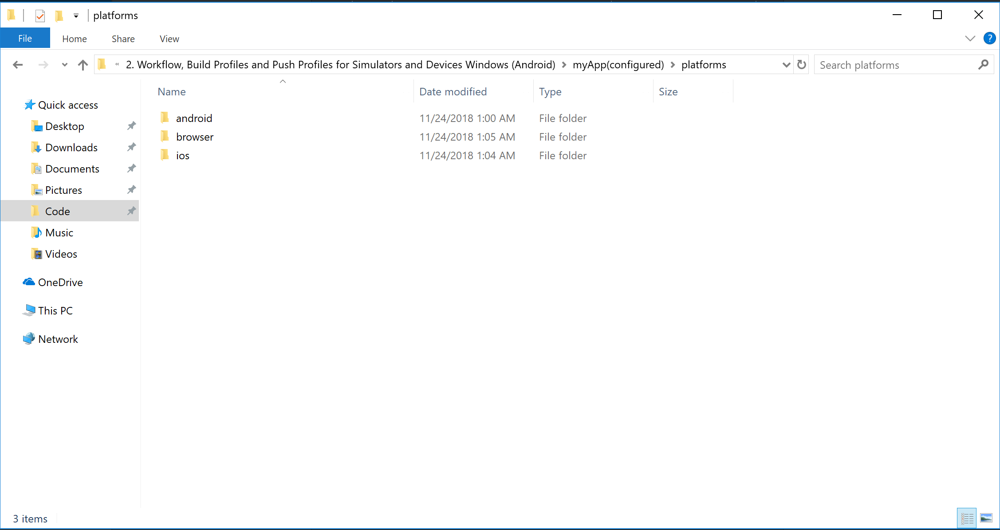 platforms
File Home Share View ?
« 2. Workflow, Build Profiles and Push Profiles for Simulators and Devices Windows (Android) > myApp(configured) > platforms Search platforms
Name Date modified Type Size
Quick access
Desktop
Downloads
Documents
Pictures
Code
Music
Videos
OneDrive
This PC
Network
android 11/24/2018 1:00 AM File folder
browser 11/24/2018 1:05 AM File folder
ios 11/24/2018 1:04 AM File folder
3 items